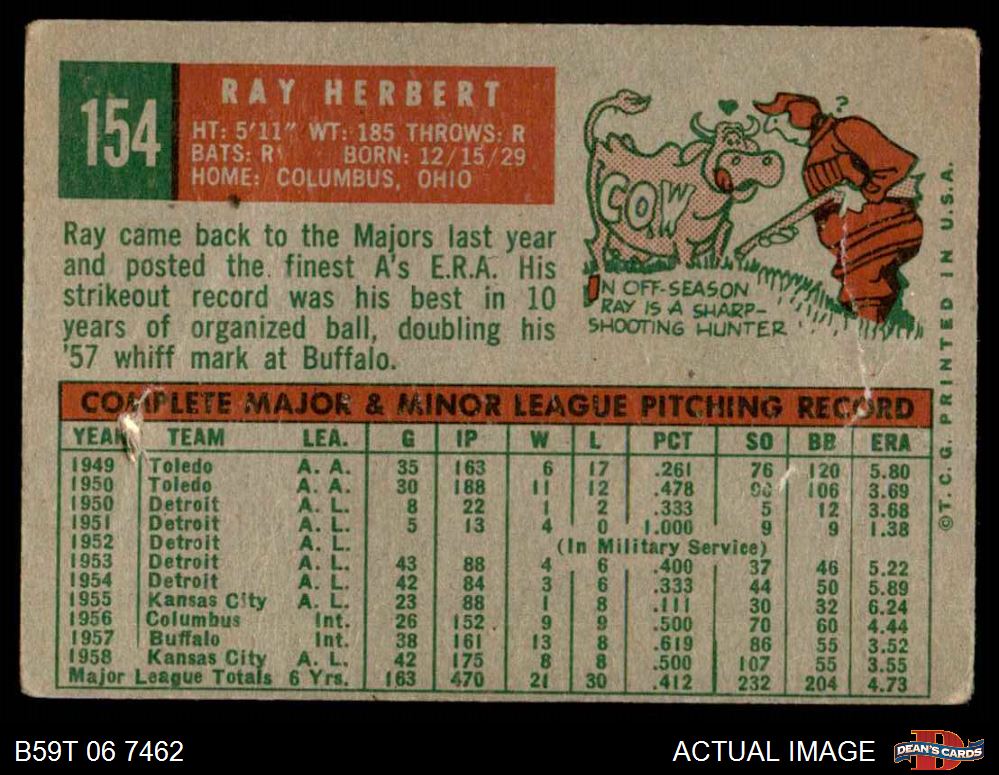 154
RAY HERBERT
HT: 5'11" WT: 185 THROWS: R
BATS: R BORN: 12/15/29
HOME: COLUMBUS, OHIO
Ray came back to the Majors last year
and posted the finest A's E.R.A. His
strikeout record was his best in 10
years of organized ball, doubling his
'57 whiff mark at Buffalo.
?
COW
IN OFF-SEASON
RAY IS A SHARP-
SHOOTING HUNTER
©T.C.G. PRINTED IN U.S.A.
COMPLETE MAJOR & MINOR LEAGUE PITCHING RECORD
YEAR TEAM LEA. G IP W L PCT SO BB ERA
1949 Toledo A. A. 35 163 6 17 .261 76 120 5.80
1950 Toledo A. A. 30 188 11 12 .478 106 3.69
1950 Detroit A. L. 8 22 1 2 .333 5 12 3.68
1951 Detroit A. L. 5 13 4 0 1.000 9 9 1.38
1952 Detroit A. L. (In Military Service)
1953 Detroit A. L. 43 88 4 6 .400 37 46 5.22
1954 Detroit A. L. 42 84 3 6 .333 44 50 5.89
1955 Kansas City A. L. 23 88 1 8 .111 30 32 6.24
1956 Columbus Int. 26 152 9 9 .500 70 60 4.44
1957 Buffalo Int. 38 161 13 8 .619 86 55 3.52
1958 Kansas City A. L. 42 175 8 8 .500 107 55 3.55
Major League Totals 6 Yrs. 163 470 21 30 .412 232 204 4.73
B59T 06 7462
ACTUAL IMAGE
DEAN'S CARDS